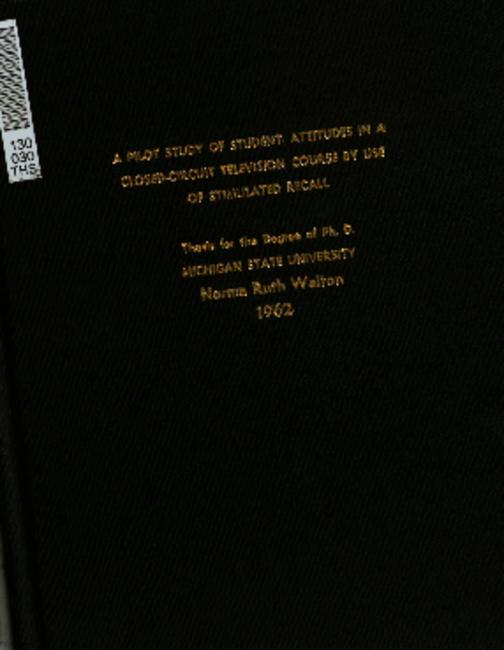 130
030
THS
A PILOT STUDY OF STUDENT ATTITUDES IN A
CLOSED-CIRCUIT TELEVISION COURSE BY USE
OF STIMULATED RECALL
Thesis for the Degree of Ph. D.
MICHIGAN STATE UNIVERSITY
Norma Ruth Walton
1962